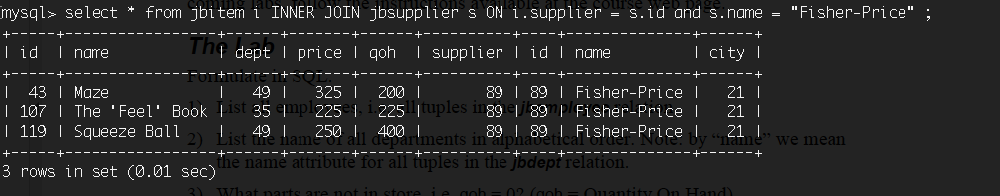 mysql> select * from jbitem i INNER JOIN jbsupplier s ON i.supplier = s.id and s.name = "Fisher-Price" ;
+-----+-----------------+------+-------+------+----------+----+--------------+------+
| id | name | dept | price | qoh | supplier | id | name | city |
+-----+-----------------+------+-------+------+----------+----+--------------+------+
| 43 | Maze | 49 | 325 | 200 | 89 | 89 | Fisher-Price | 21 |
| 107 | The 'Feel' Book | 35 | 225 | 225 | 89 | 89 | Fisher-Price | 21 |
| 119 | Squeeze Ball | 49 | 250 | 400 | 89 | 89 | Fisher-Price | 21 |
+-----+-----------------+------+-------+------+----------+----+--------------+------+
3 rows in set (0.01 sec)
The Lab
Formulate in SQL:
1) List all employees, i.e. all tuples in the jbemployee relation.
2) List the name of all departments in alphabetical order. Note: by “name” we mean
the name attribute for all tuples in the jbdept relation.
3) What parts are not in store, i.e. qoh = 0? (qoh = Quantity On Hand)